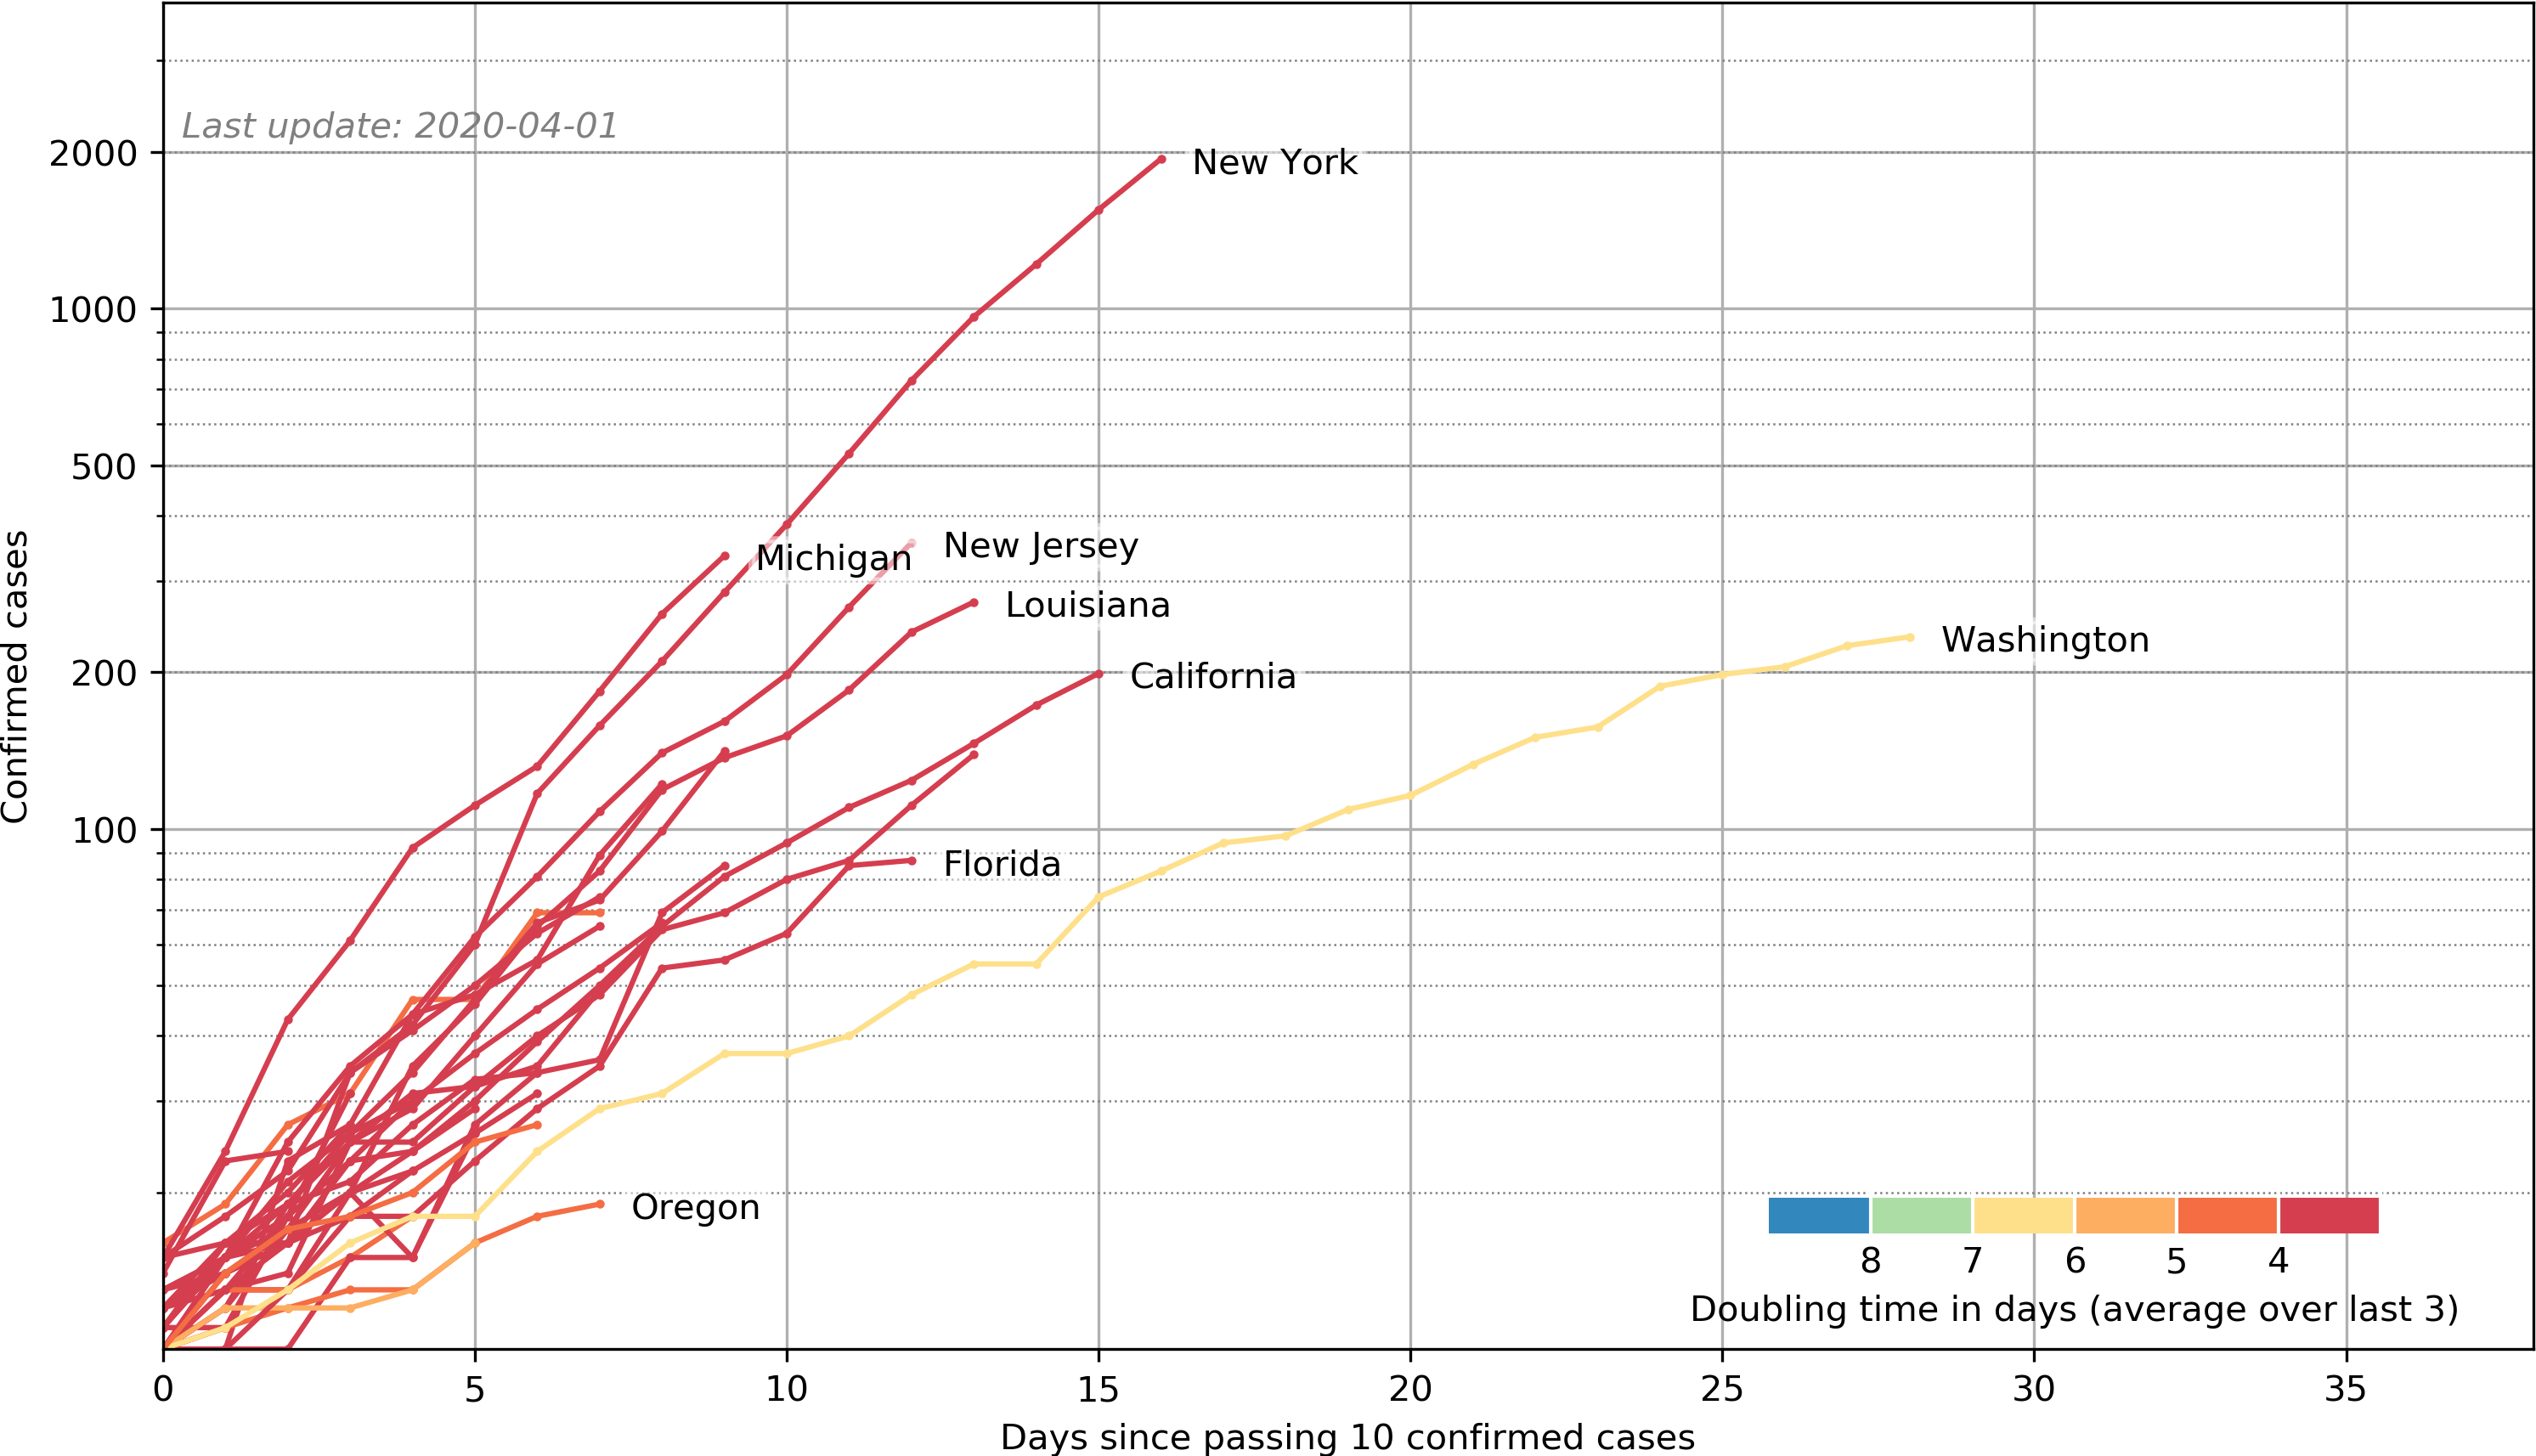 Last update: 2020-04-01
2000
New York
1000
Confirmed cases
500
Michigan
New Jersey
Louisiana
Washington
200
California
100
Florida
Oregon
8 7 6 5 4
Doubling time in days (average over last 3)
0 5 10 15 20 25 30 35
Days since passing 10 confirmed cases